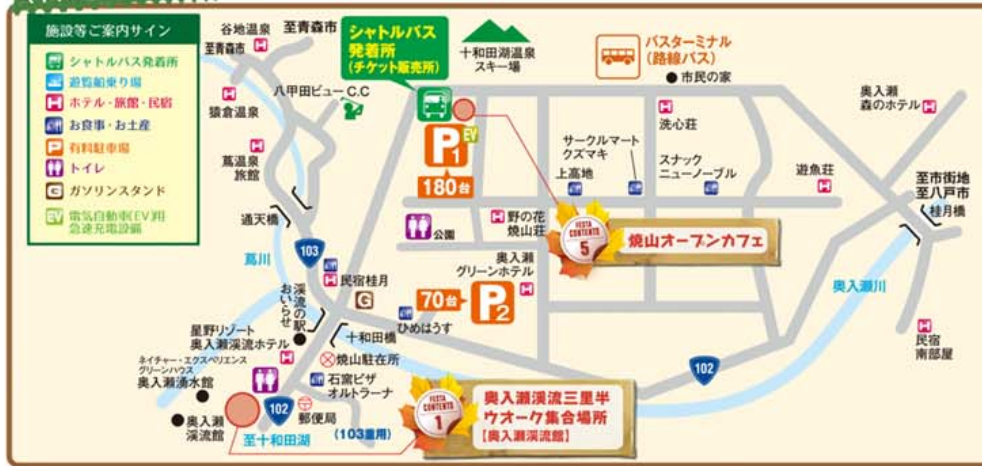 施設等ご案内サイン
シャトルバス発着所
遊覧船乗り場
ホテル・旅館・民宿
お食事・お土産
P 有料駐車場
トイレ
G ガソリンスタンド
EV 電気自動車(EV)用
急速充電設備
谷地温泉
至青森市
至青森市
猿倉温泉
八甲田ビューC.C
蔦温泉
旅館
シャトルバス
発着所
(チケット販売所)
十和田湖温泉
スキー場
バスターミナル
(路線バス)
市民の家
奥入瀬
森のホテル
P1
EV
180台
洗心荘
サークルマート
クズマキ
上高地
スナック
ニューノーブル
遊魚荘
至市街地
至八戸市
桂月橋
通天橋
蔦川
103
公園
野の花
焼山荘
FESTA
CONTENTS
5
焼山オープンカフェ
奥入瀬
グリーンホテル
70台
P2
民宿桂月
G
渓流の駅
おいらせ
ひめはうす
奥入瀬川
星野リゾート
奥入瀬渓流ホテル
十和田橋
焼山駐在所
102
民宿
南部屋
ネイチャー・エクスペリエンス
グリーンハウス
奥入瀬湧水館
石窯ピザ
オルトラーナ
奥入瀬
渓流館
102
郵便局
至十和田湖
(103重用)
FESTA
CONTENTS
1
奥入瀬渓流三里半
ウオーク集合場所
【奥入瀬渓流館】